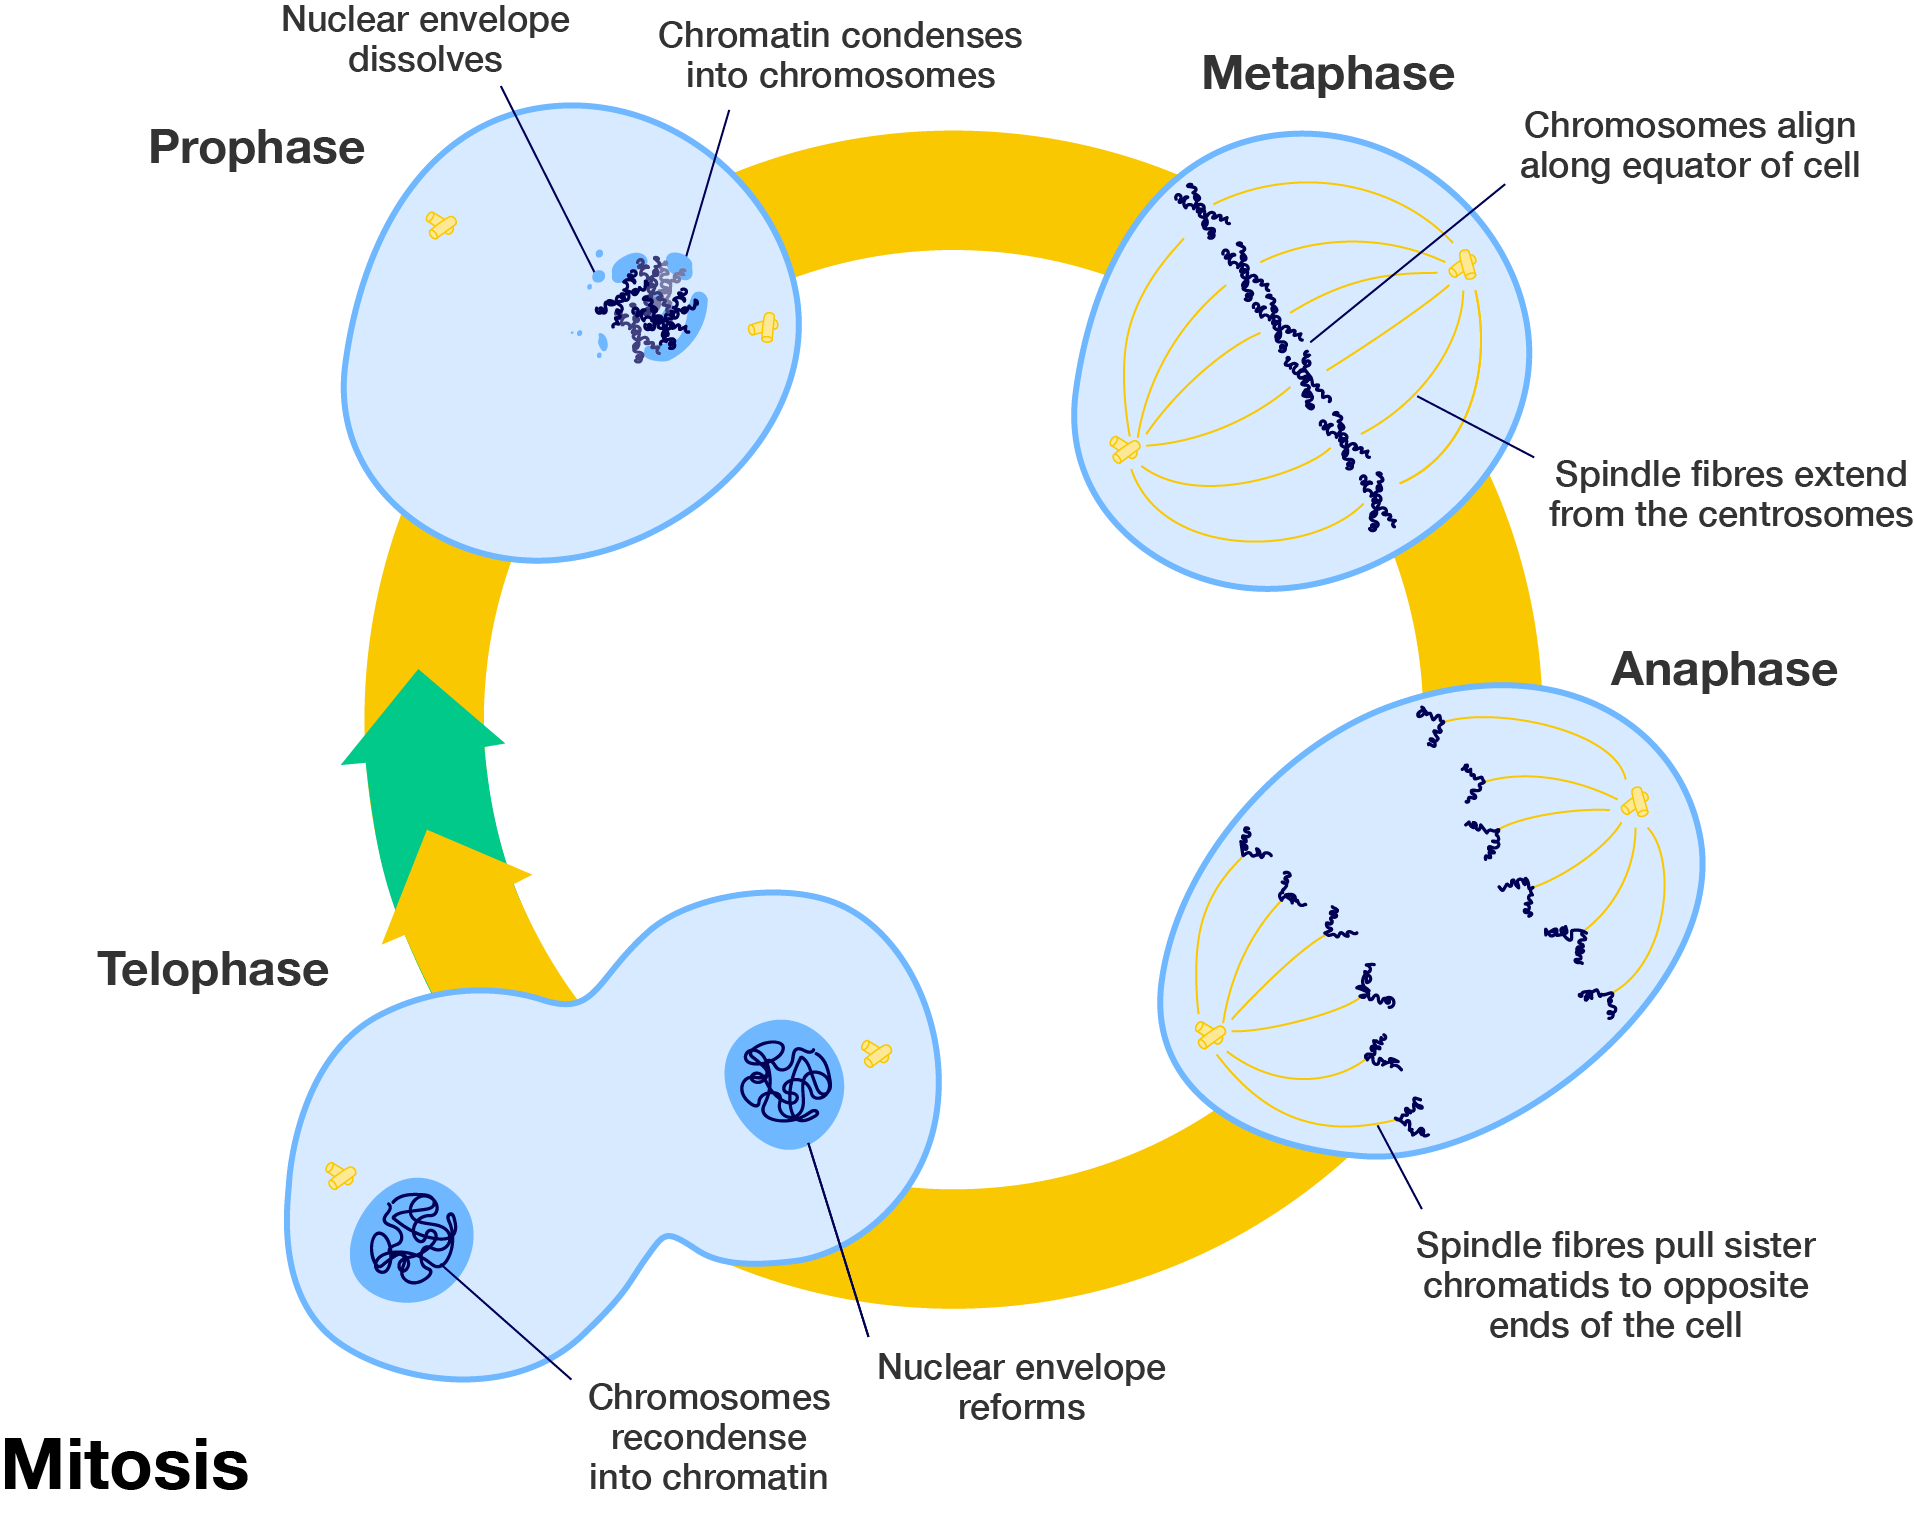 Nuclear envelope
dissolves
Chromatin condenses
into chromosomes
Prophase
Metaphase
Chromosomes align
along equator of cell
Spindle fibres extend
from the centrosomes
Anaphase
Spindle fibres pull sister
chromatids to opposite
ends of the cell
Telophase
Nuclear envelope
reforms
Chromosomes
recondense
into chromatin
Mitosis